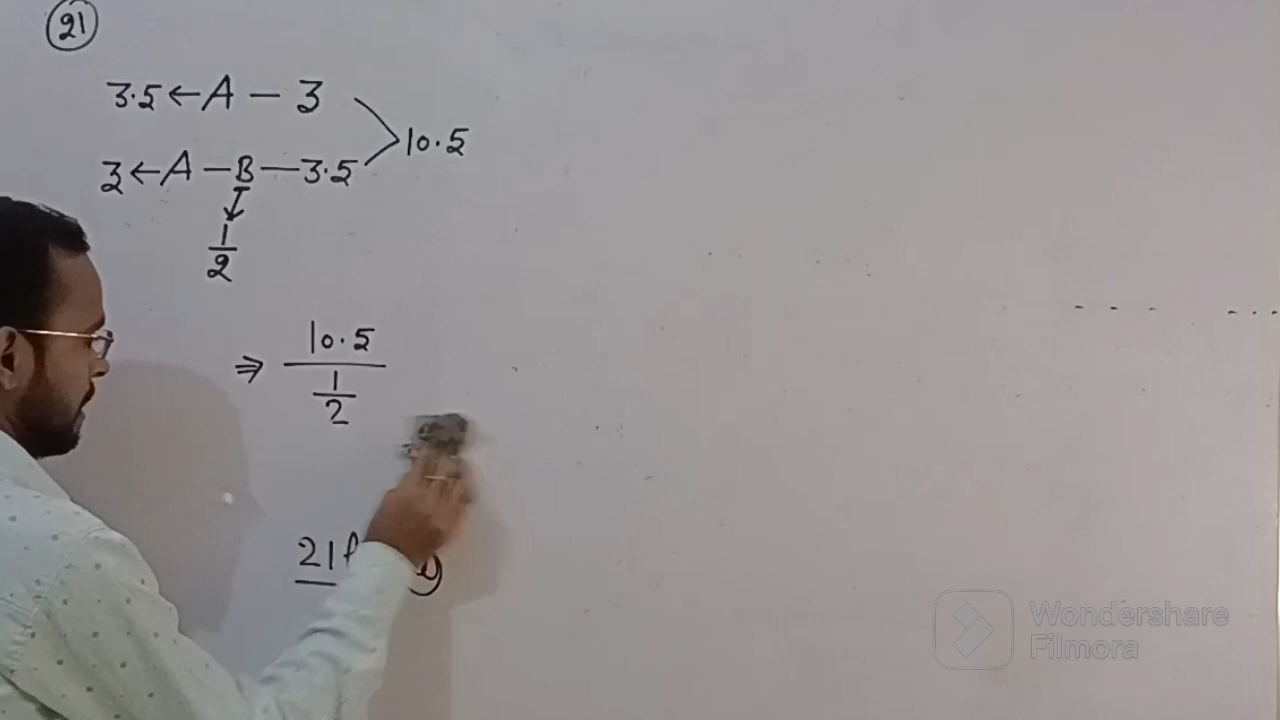 21
3.5 ← A — 3
10.5
3 ← A — B — 3.5
1
2
⇒ 10.5
1
2
21
Wondershare
Filmora